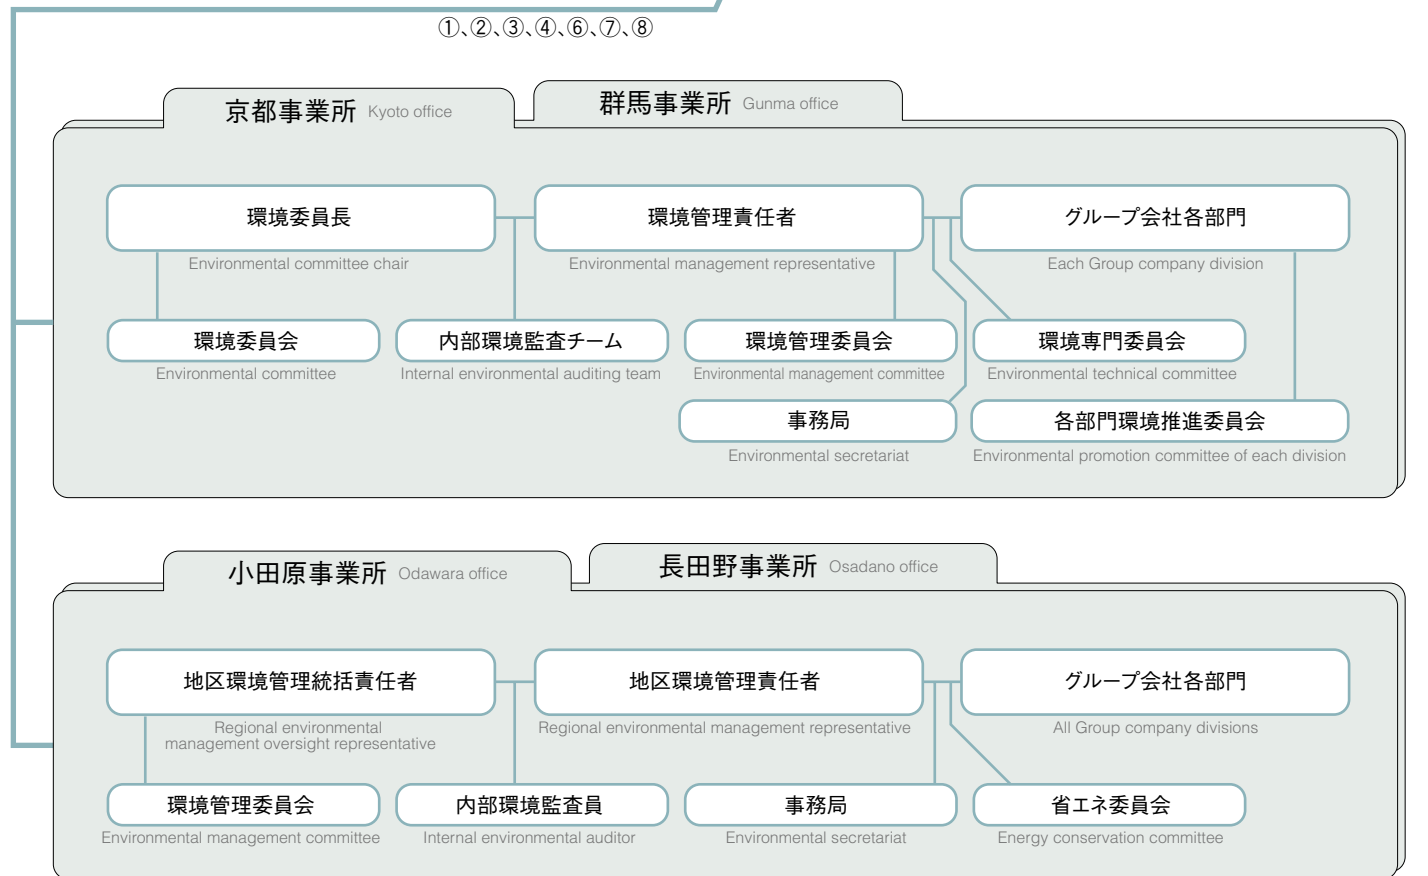 ①、②、③、④、⑥、⑦、⑧
京都事業所 Kyoto office
群馬事業所 Gunma office
環境委員長
Environmental committee chair
環境管理責任者
Environmental management representative
グループ会社各部門
Each Group company division
環境委員会
Environmental committee
内部環境監査チーム
Internal environmental auditing team
環境管理委員会
Environmental management committee
環境専門委員会
Environmental technical committee
事務局
Environmental secretariat
各部門環境推進委員会
Environmental promotion committee of each division
小田原事業所 Odawara office
長田野事業所 Osadano office
地区環境管理統括責任者
Regional environmental
management oversight representative
地区環境管理責任者
Regional environmental management representative
グループ会社各部門
All Group company divisions
環境管理委員会
Environmental management committee
内部環境監査員
Internal environmental auditor
事務局
Environmental secretariat
省エネ委員会
Energy conservation committee